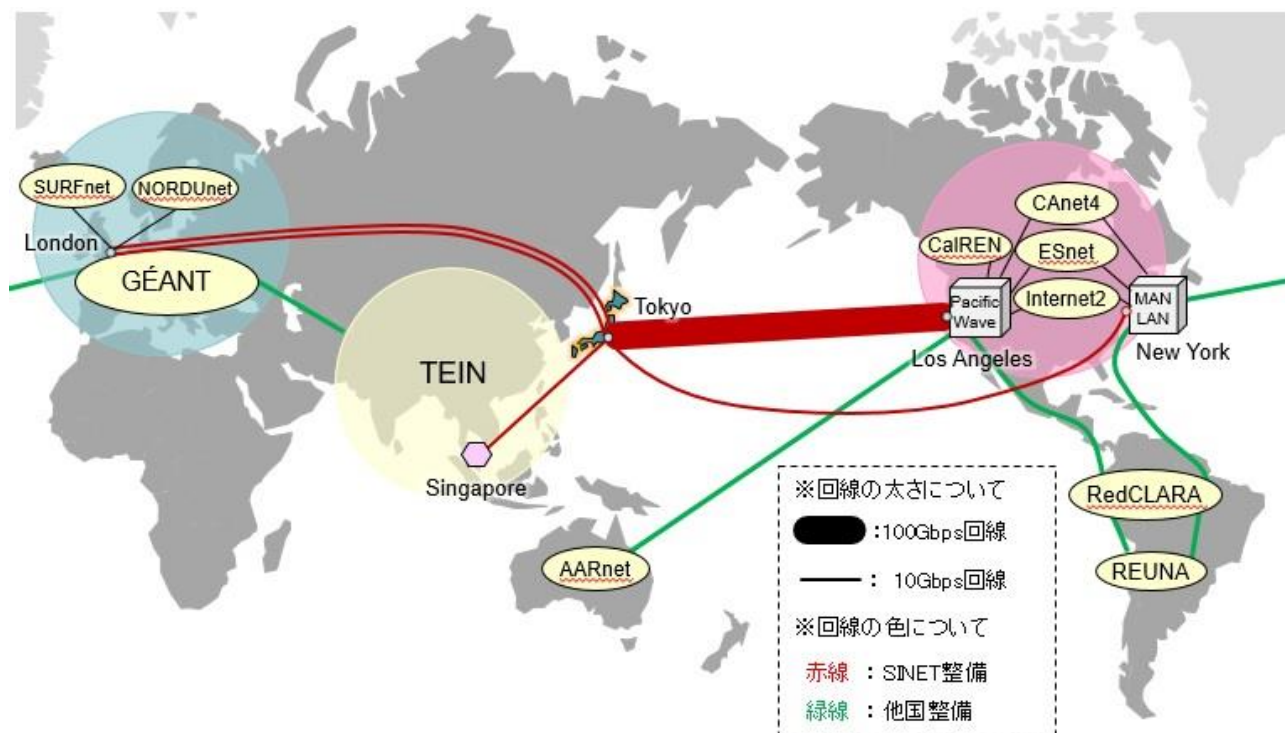 SURFnet
NORDUnet
London
GÉANT
TEIN
Singapore
Tokyo
AARnet
CAnet4
CalREN
ESnet
Internet2
Pacific
Wave
MAN
LAN
Los Angeles
New York
RedCLARA
REUNA
※回線の太さについて
:100Gbps回線
: 10Gbps回線
※回線の色について
赤線 : SINET整備
緑線 : 他国整備